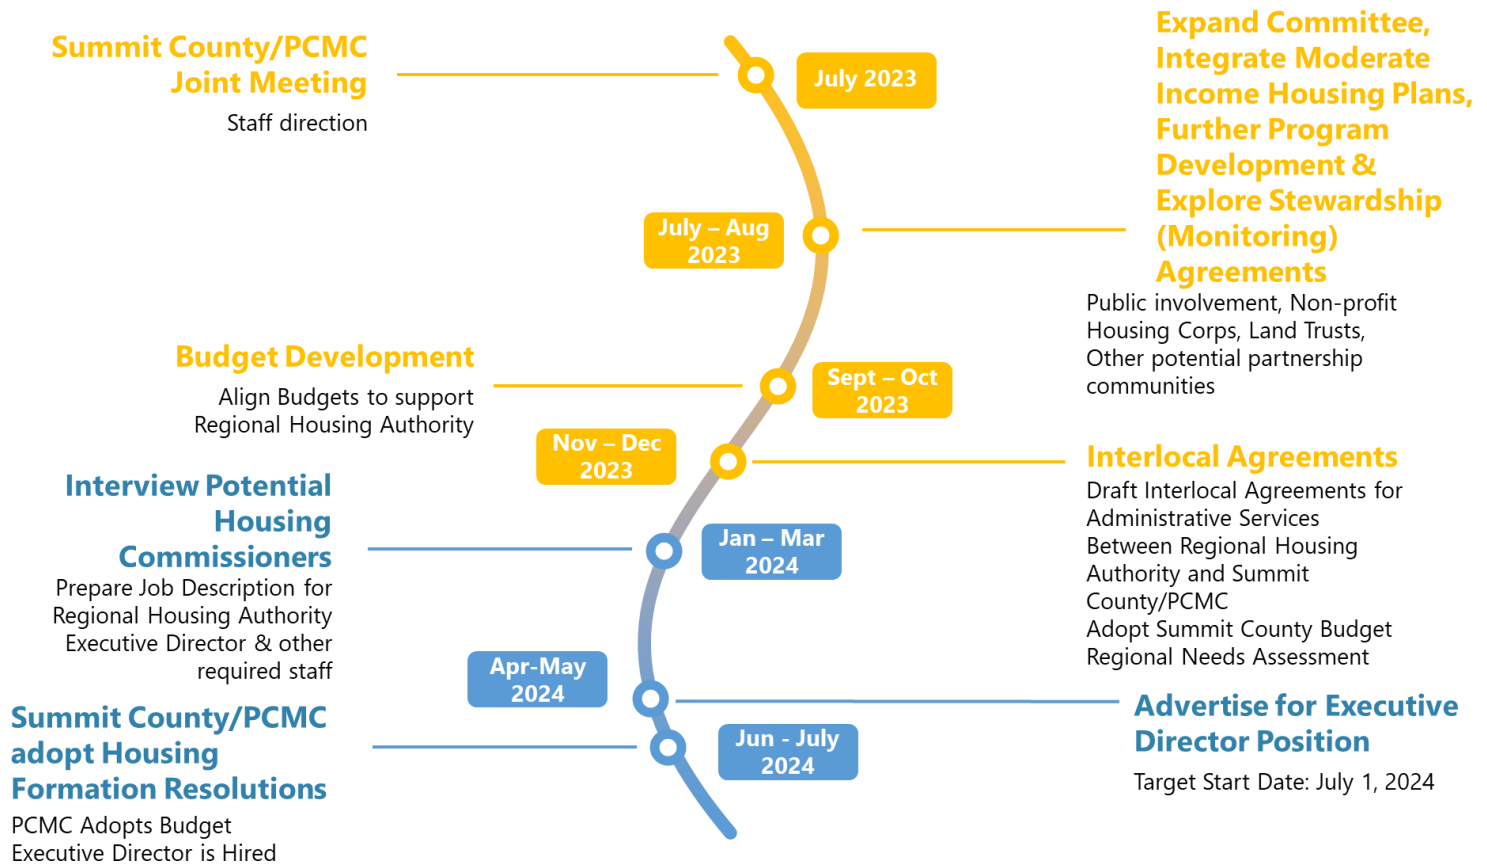 Summit County/PCMC
Joint Meeting
Staff direction
July 2023
Expand Committee,
Integrate Moderate
Income Housing Plans,
Further Program
Development &
Explore Stewardship
(Monitoring)
Agreements
Public involvement, Non-profit
Housing Corps, Land Trusts,
Other potential partnership
communities
July – Aug
2023
Budget Development
Align Budgets to support
Regional Housing Authority
Sept – Oct
2023
Nov – Dec
2023
Interlocal Agreements
Draft Interlocal Agreements for
Administrative Services
Between Regional Housing
Authority and Summit
County/PCMC
Adopt Summit County Budget
Regional Needs Assessment
Interview Potential
Housing
Commissioners
Prepare Job Description for
Regional Housing Authority
Executive Director & other
required staff
Jan – Mar
2024
Apr-May
2024
Advertise for Executive
Director Position
Target Start Date: July 1, 2024
Summit County/PCMC
adopt Housing
Formation Resolutions
PCMC Adopts Budget
Executive Director is Hired
Jun - July
2024